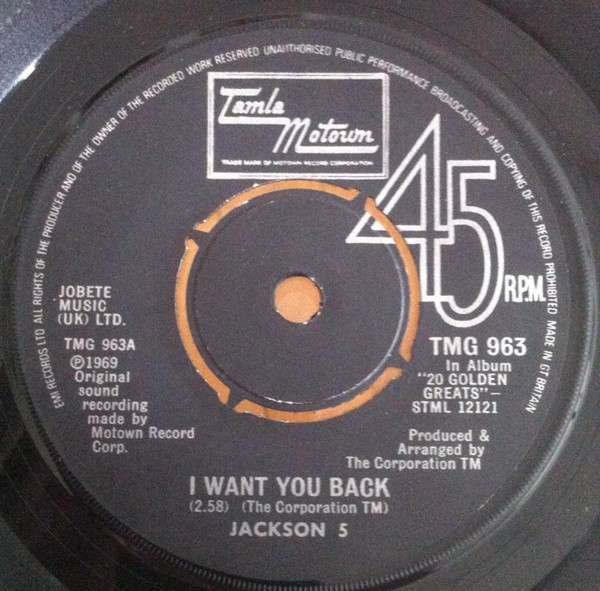 EMI RECORDS LTD ALL RIGHTS OF THE PRODUCER AND OF THE OWNER OF THE RECORDED WORK RESERVED UNAUTHORISED PUBLIC PERFORMANCE BROADCASTING AND COPYING OF THIS RECORD PROHIBITED MADE IN GT BRITAIN
Tamla
Motown
TRADE MARK OF MOTOWN RECORD CORPORATION
45
R.P.M.
JOBETE
MUSIC
(UK) LTD.
TMG 963A
Ⓟ1969
Original
sound
recording
made by
Motown Record
Corp.
TMG 963
In Album
"20 GOLDEN
GREATS"—
STML 12121
Produced &
Arranged by
The Corporation TM
I WANT YOU BACK
(2.58) (The Corporation TM)
JACKSON 5